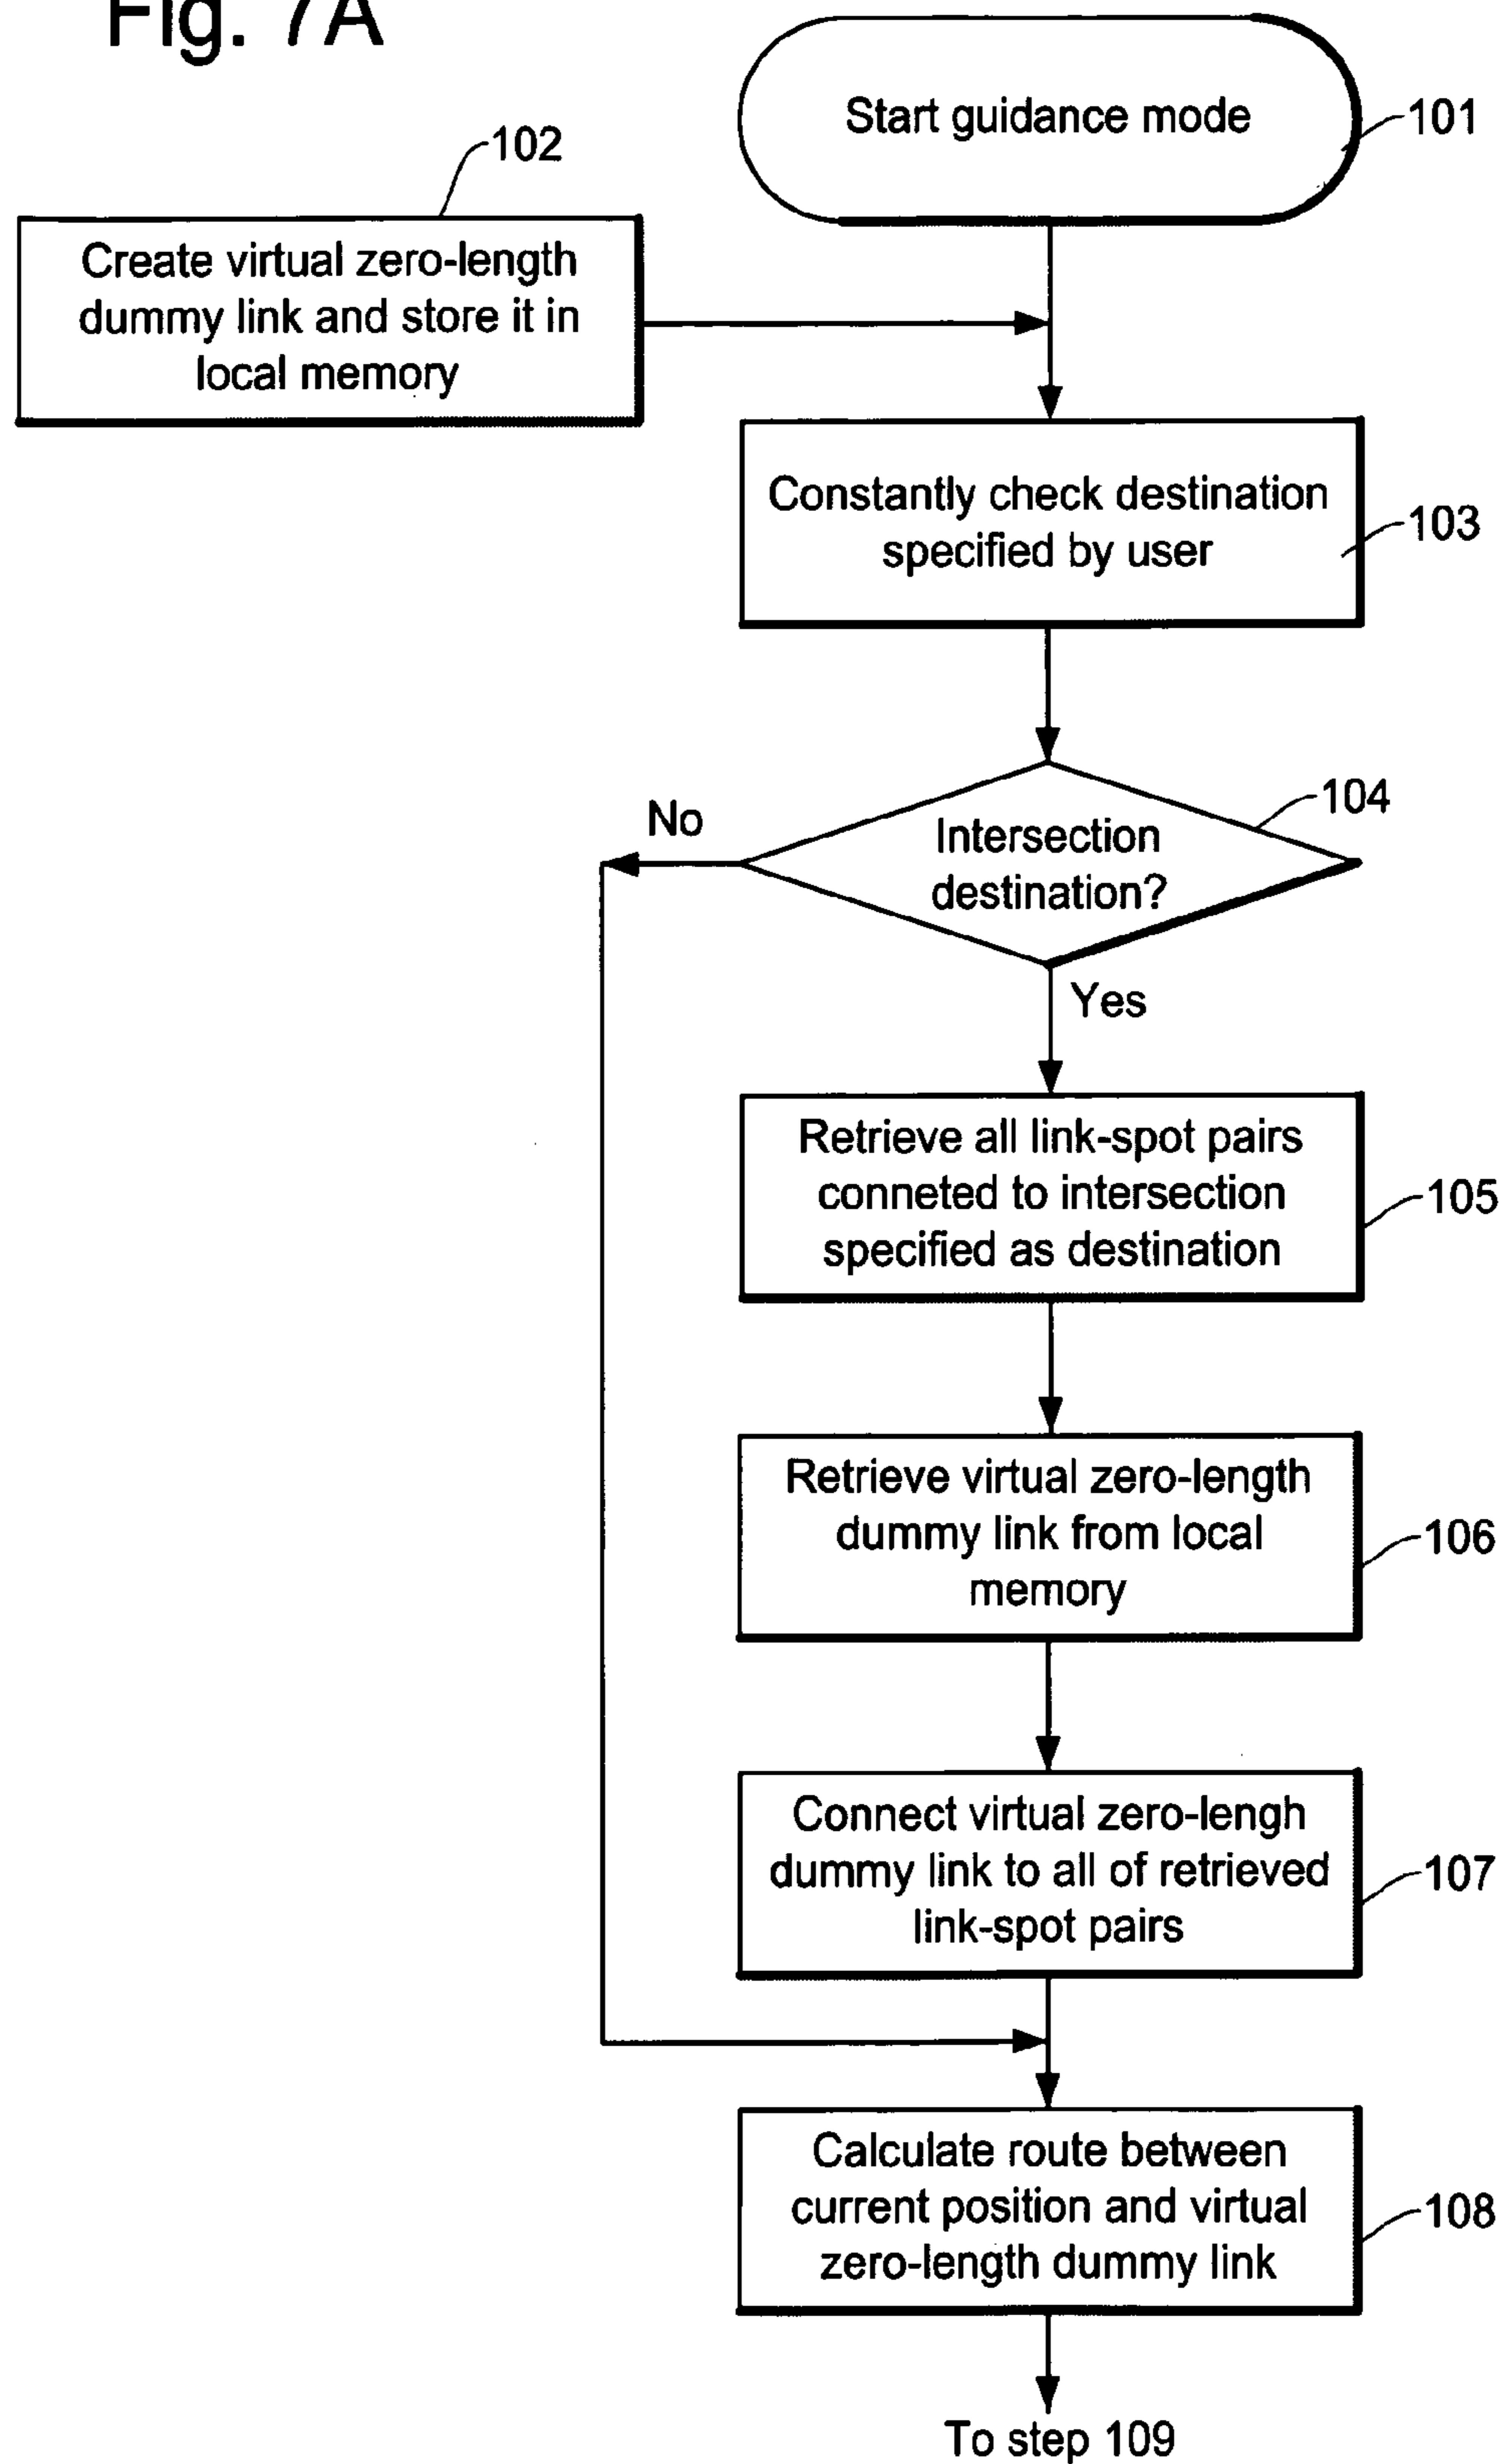 Fig. 7A
Start guidance mode
101
102
Create virtual zero-length
dummy link and store it in
local memory
Constantly check destination
specified by user
103
104
No
Intersection
destination?
Yes
Retrieve all link-spot pairs
conneted to intersection
specified as destination
105
Retrieve virtual zero-length
dummy link from local
memory
106
Connect virtual zero-lengh
dummy link to all of retrieved
link-spot pairs
107
Calculate route between
current position and virtual
zero-length dummy link
108
To step 109